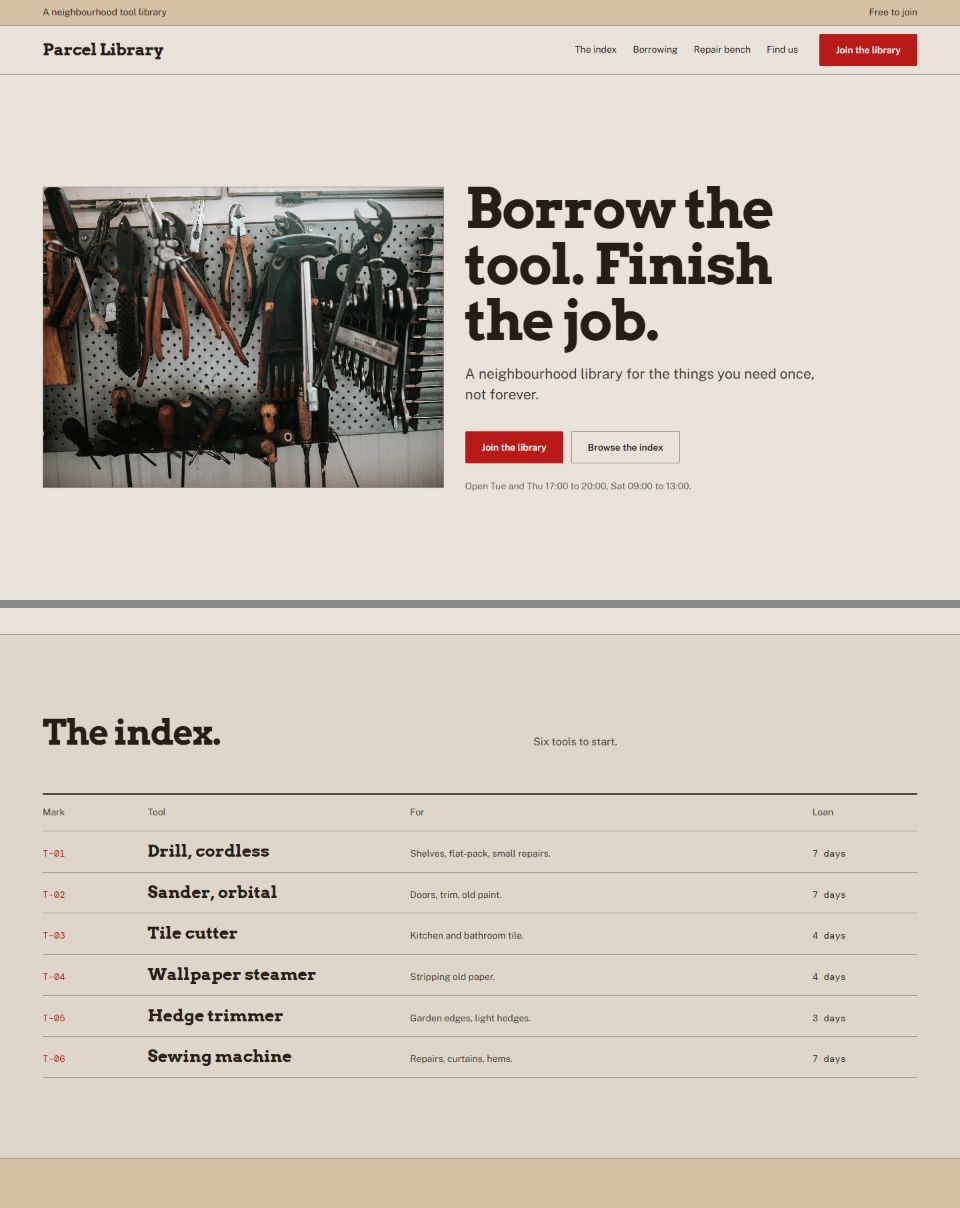 A neighbourhood tool library
Free to join
Parcel Library
The index
Borrowing
Repair bench
Find us
Join the library
Borrow the
tool. Finish
the job.
A neighbourhood library for the things you need once,
not forever.
Join the library
Browse the index
Open Tue and Thu 17:00 to 20:00, Sat 09:00 to 13:00.
The index.
Six tools to start.
Mark Tool For Loan
T-01 Drill, cordless Shelves, flat-pack, small repairs. 7 days
T-02 Sander, orbital Doors, trim, old paint. 7 days
T-03 Tile cutter Kitchen and bathroom tile. 4 days
T-04 Wallpaper steamer Stripping old paper. 4 days
T-05 Hedge trimmer Garden edges, light hedges. 3 days
T-06 Sewing machine Repairs, curtains, hems. 7 days